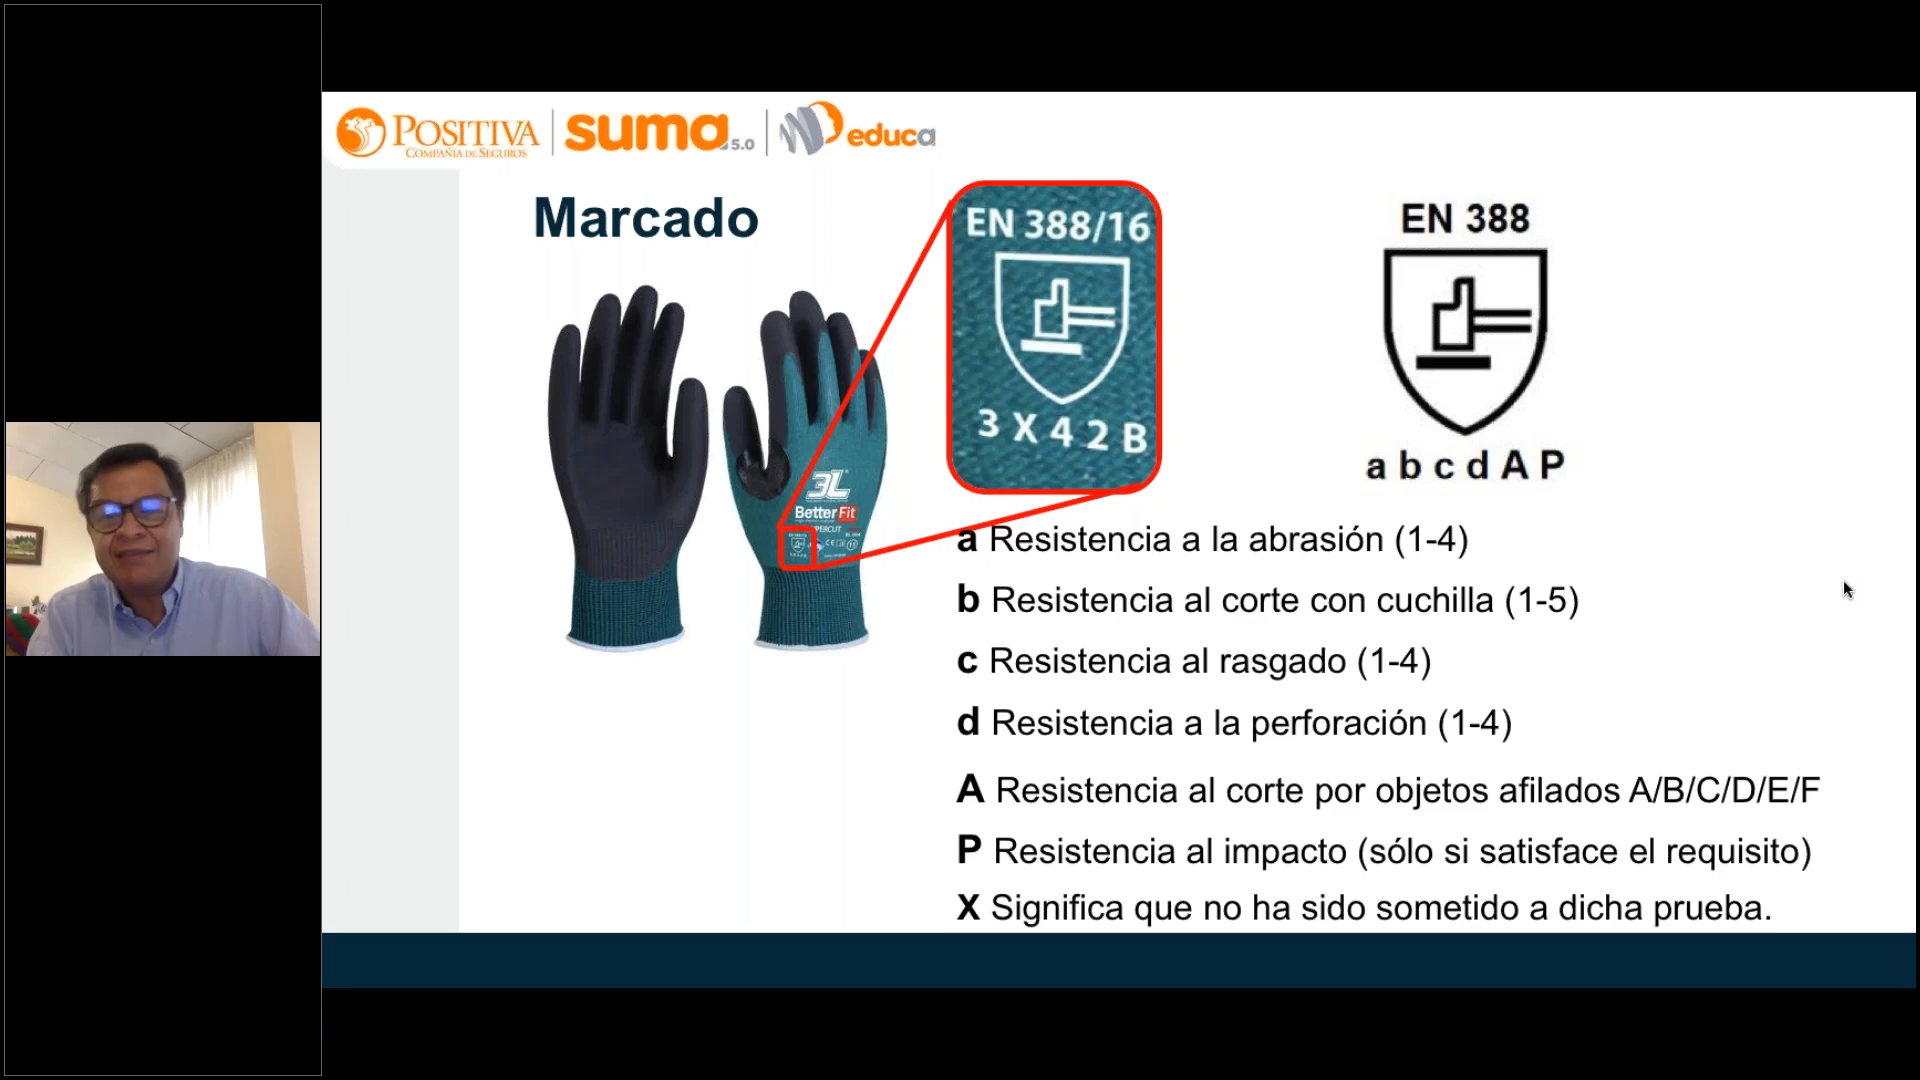 POSITIVA
COMPAÑÍA DE SEGUROS
suma 5.0
educa
Marcado
EN 388/16
3 X 4 2 B
EN 388
a b c d A P
3L
BetterFit
a Resistencia a la abrasión (1-4)
b Resistencia al corte con cuchilla (1-5)
c Resistencia al rasgado (1-4)
d Resistencia a la perforación (1-4)
A Resistencia al corte por objetos afilados A/B/C/D/E/F
P Resistencia al impacto (sólo si satisface el requisito)
X Significa que no ha sido sometido a dicha prueba.